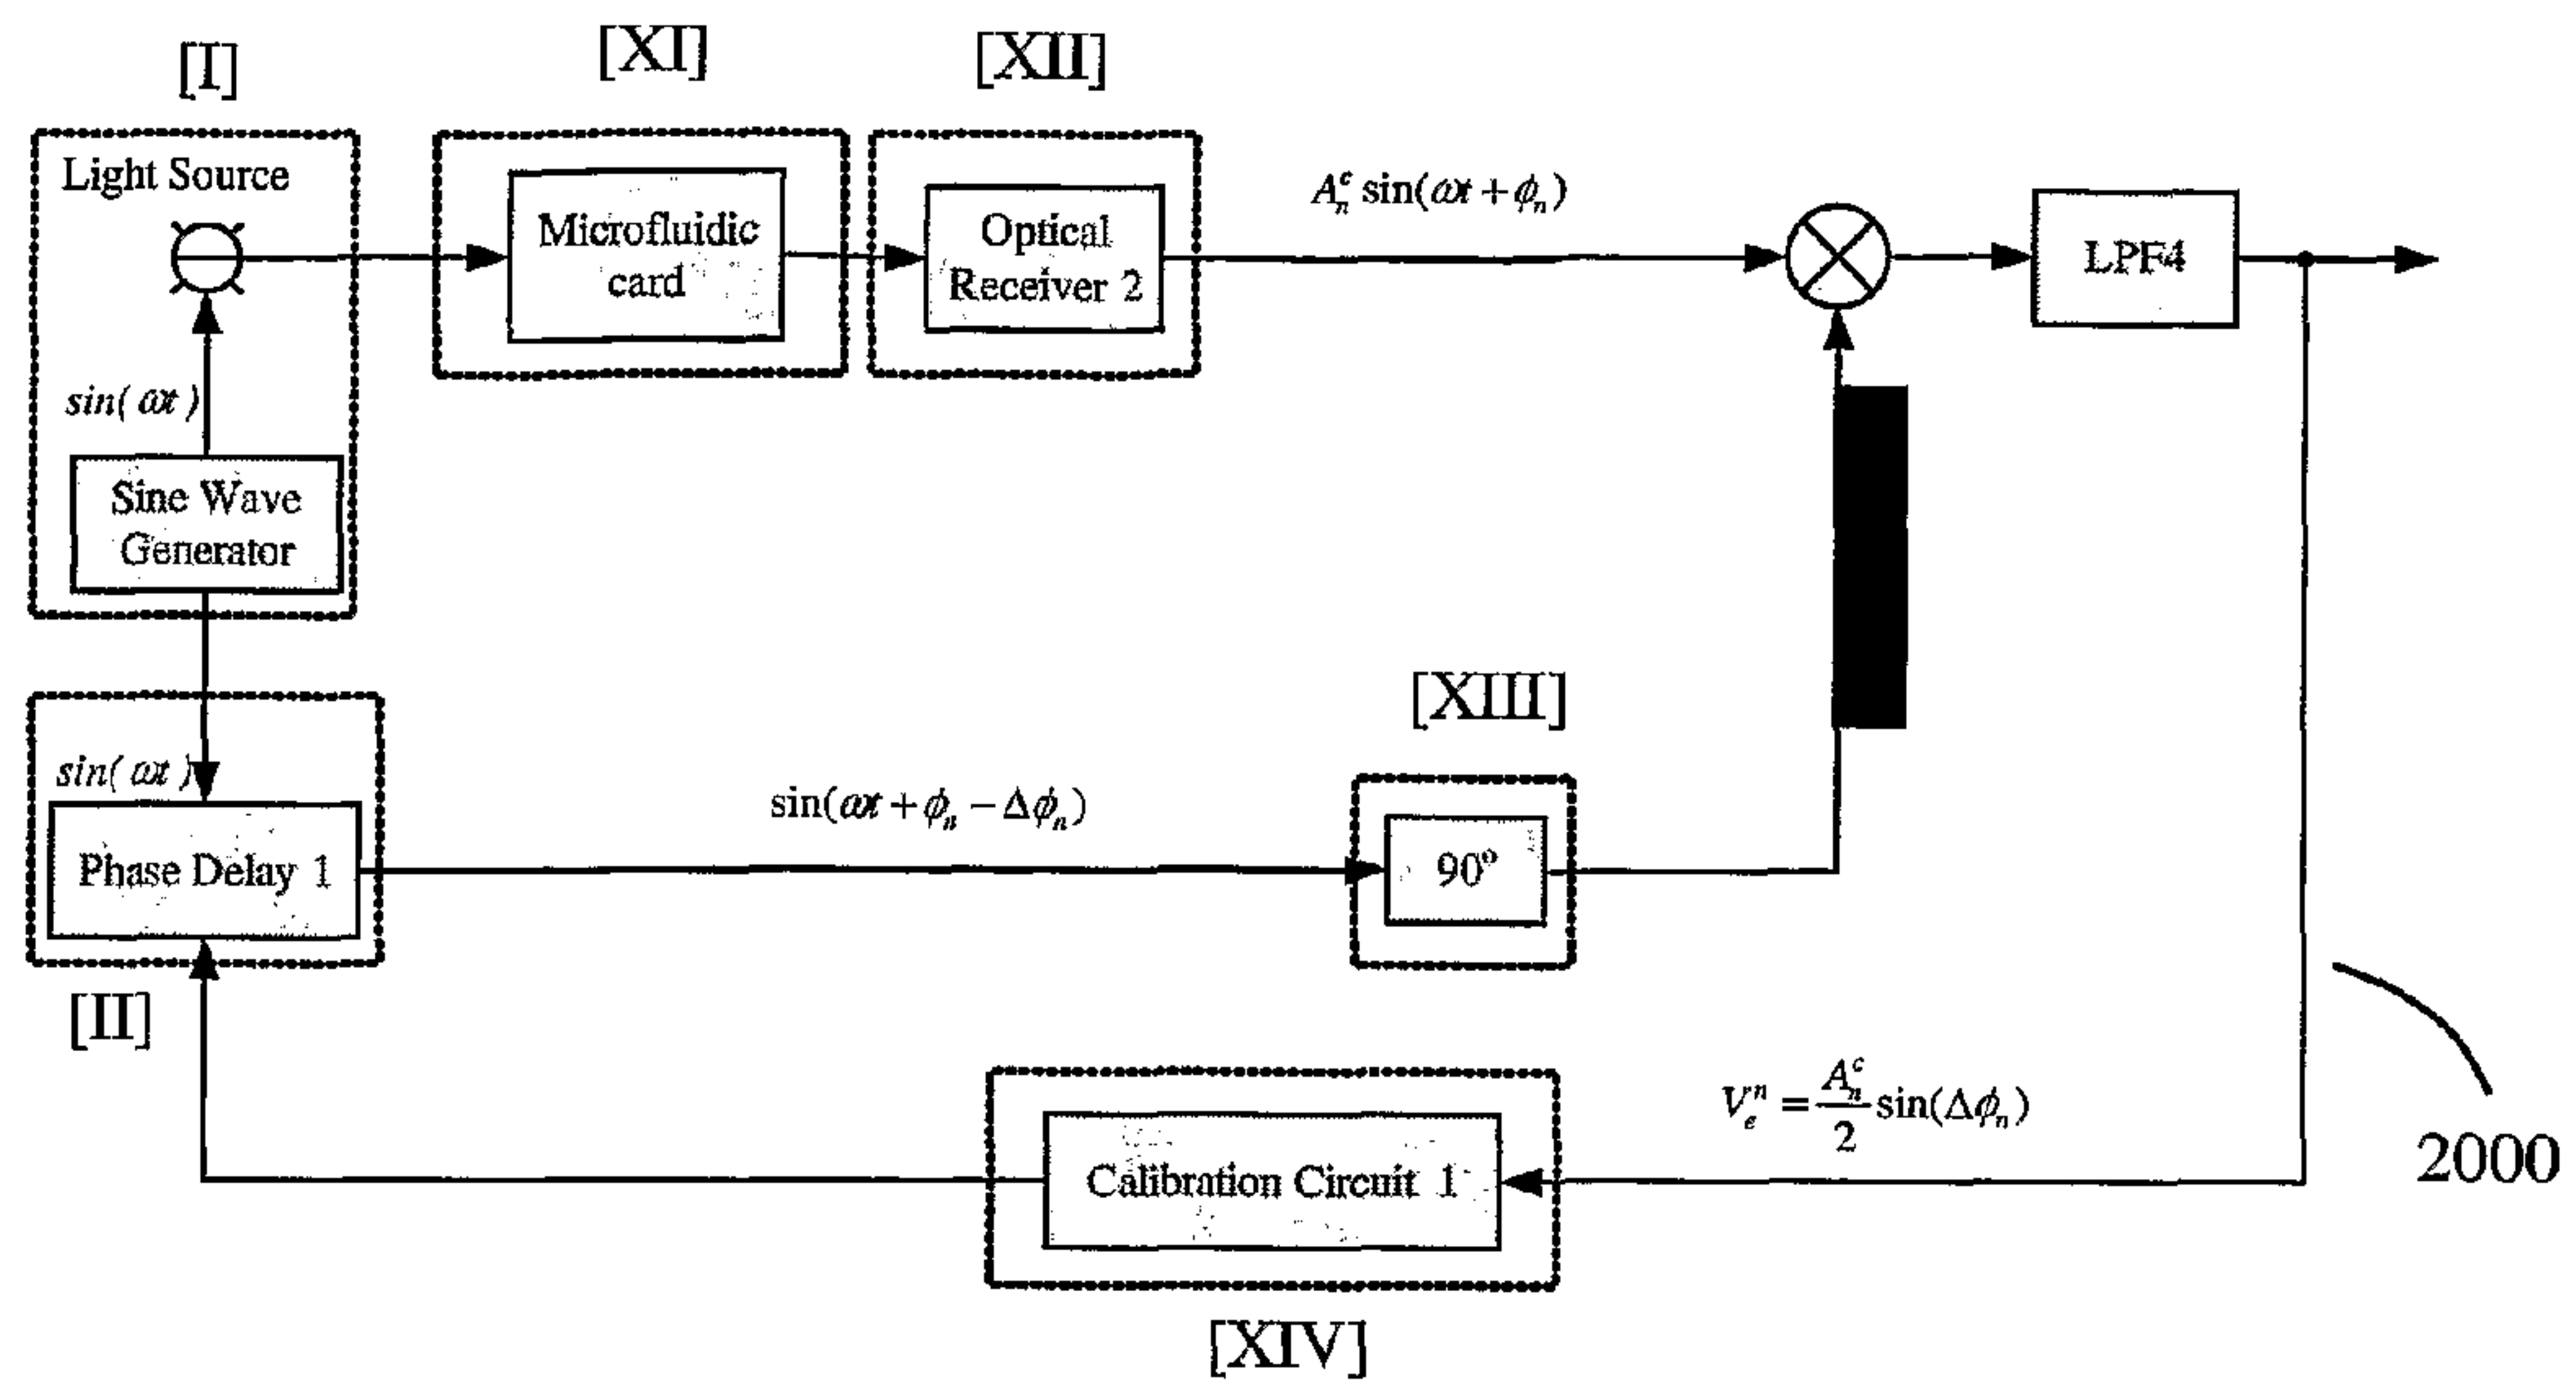 [I]
[XI]
[XII]
Light Source
Microfluidic
card
Optical
Receiver 2
A_n^c sin(ωt + ϕ_n)
LPF4
sin( ωt )
Sine Wave
Generator
[XIII]
sin( ωt )
sin(ωt + ϕ_n − Δϕ_n)
Phase Delay 1
90°
[II]
V_e^n = A_n^c/2 sin(Δϕ_n)
Calibration Circuit 1
2000
[XIV]